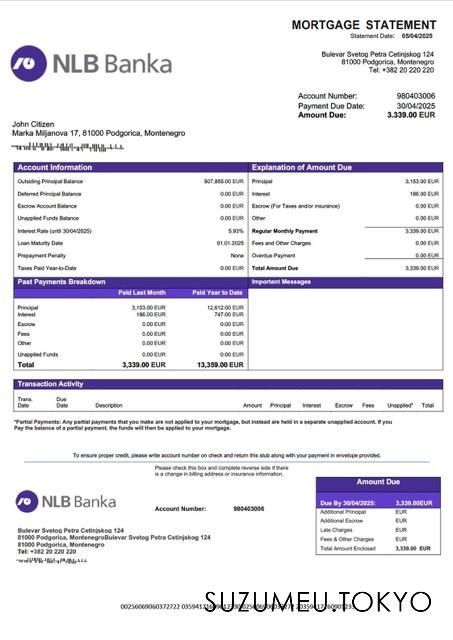 MORTGAGE STATEMENT
Statement Date: 05/04/2025
NLB Banka
Bulevar Svetog Petra Cetinjskog 124
81000 Podgorica, Montenegro
Tel: +382 20 220 220
Account Number: 980403006
Payment Due Date: 30/04/2025
Amount Due: 3.339.00 EUR
John Citizen
Marka Miljanova 17, 81000 Podgorica, Montenegro
Account Information
Outsiding Principal Balance 507,855.00 EUR
Deferred Principal Balance 0.00 EUR
Escrow Account Balance 0.00 EUR
Unapplied Funds Balance 0.00 EUR
Interest Rate (until 30/04/2025) 5.93%
Loan Maturity Date 01.01.2025
Prepayment Penalty None
Taxes Paid Year-to-Date 0.00 EUR
Explanation of Amount Due
Principal 3,153.00 EUR
Interest 186.00 EUR
Escrow (For Taxes and/or insurance) 0.00 EUR
Other 0.00 EUR
Regular Monthly Payment 3,339.00 EUR
Fees and Other Charges 0.00 EUR
Overdue Payment 0.00 EUR
Total Amount Due 3,339.00 EUR
Past Payments Breakdown
Paid Last Month Paid Year to Date
Principal 3,153.00 EUR 12,612.00 EUR
Interest 186.00 EUR 747.00 EUR
Escrow 0.00 EUR 0.00 EUR
Fees 0.00 EUR 0.00 EUR
Other 0.00 EUR 0.00 EUR
Unapplied Funds 0.00 EUR 0.00 EUR
Total 3,339.00 EUR 13,359.00 EUR
Important Messages
Transaction Activity
Trans. Date Due Date Description Amount Principal Interest Escrow Fees Unapplied* Total
*Partial Payments: Any partial payments that you make are not applied to your mortgage, but instead are held in a separate unapplied account. If you
Pay the balance of a partial payment, the funds will then be applied to your mortgage.
To ensure proper credit, please write account number on check and return this stub along with your payment in envelope provided.
Please check this box and complete reverse side if there
is a change in billing address or insurance information.
NLB Banka
Account Number: 980403006
Bulevar Svetog Petra Cetinjskog 124
81000 Podgorica, MontenegroBulevar Svetog Petra Cetinjskog 124
81000 Podgorica, Montenegro
Tel: +382 20 220 220
Amount Due
Due By 30/04/2025: 3,339.00EUR
Additional Principal EUR
Additional Escrow EUR
Late Charges EUR
Fees & Other Charges EUR
Total Amount Enclosed 3,339.00 EUR
SUZUMEU.TOKYO